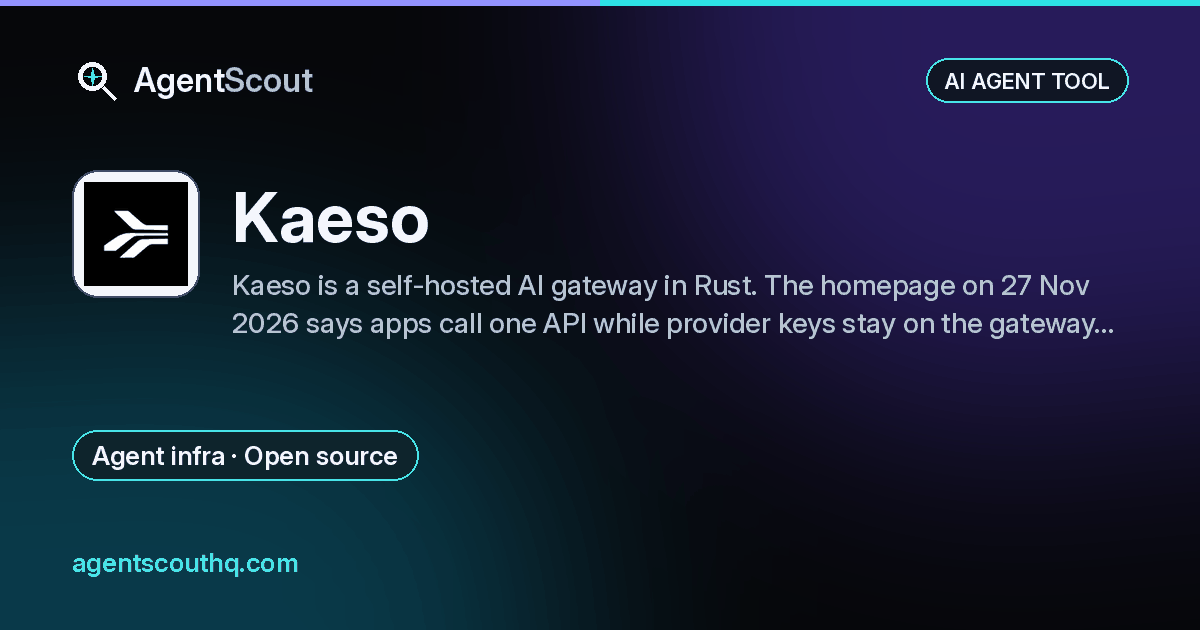 AgentScout
AI AGENT TOOL
Kaeso
Kaeso is a self-hosted AI gateway in Rust. The homepage on 27 Nov
2026 says apps call one API while provider keys stay on the gateway...
Agent infra · Open source
agentscouthq.com